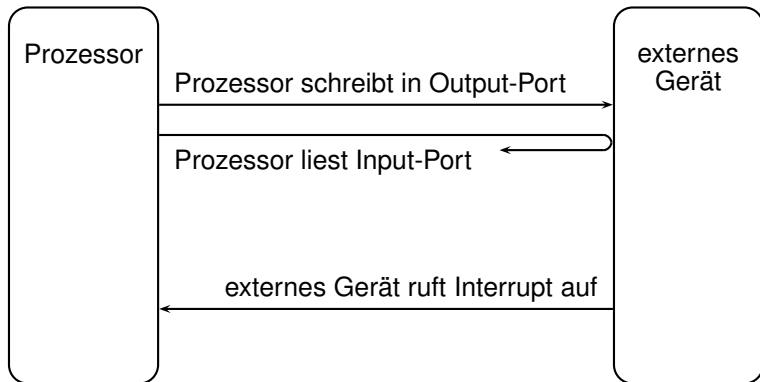 Prozessor
externes
Gerät
Prozessor schreibt in Output-Port
Prozessor liest Input-Port
externes Gerät ruft Interrupt auf